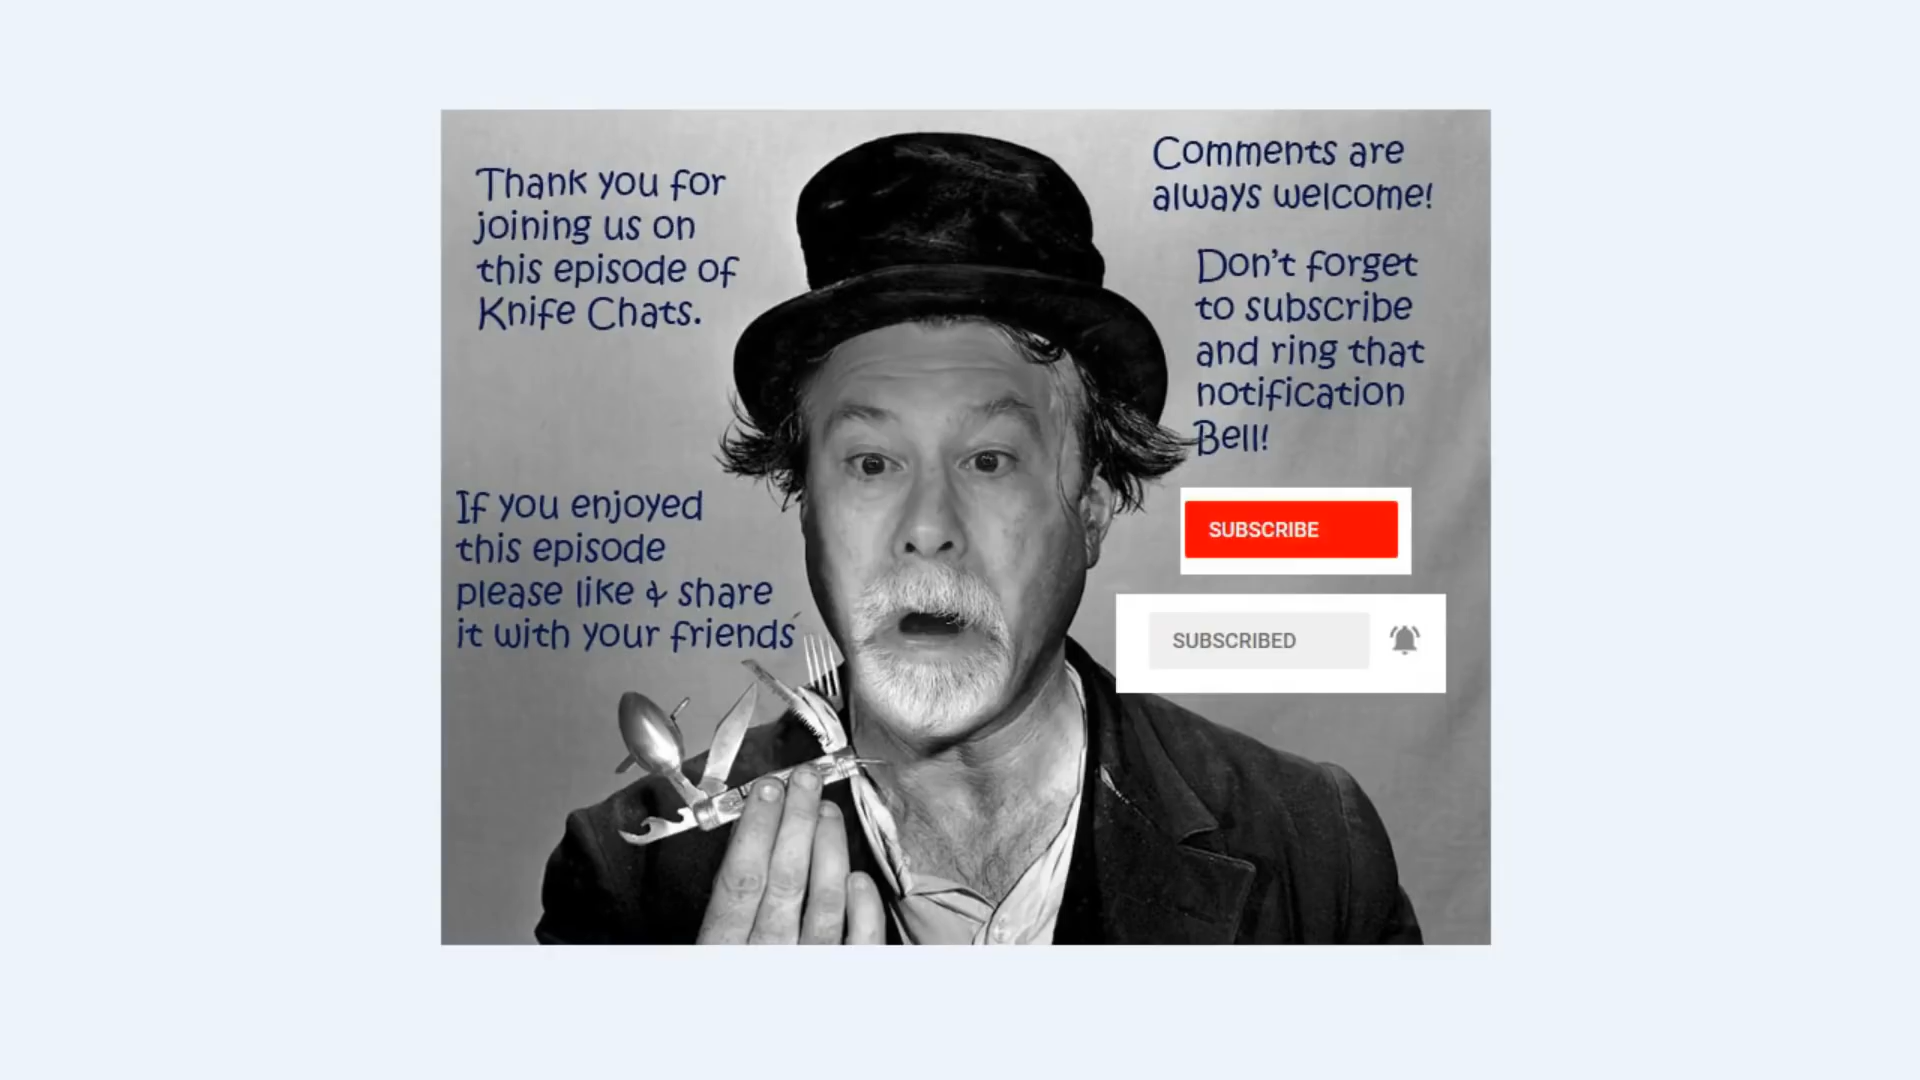 Thank you for
joining us on
this episode of
Knife Chats.
If you enjoyed
this episode
please like & share
it with your friends
Comments are
always welcome!
Don't forget
to subscribe
and ring that
notification
Bell!
SUBSCRIBE
SUBSCRIBED